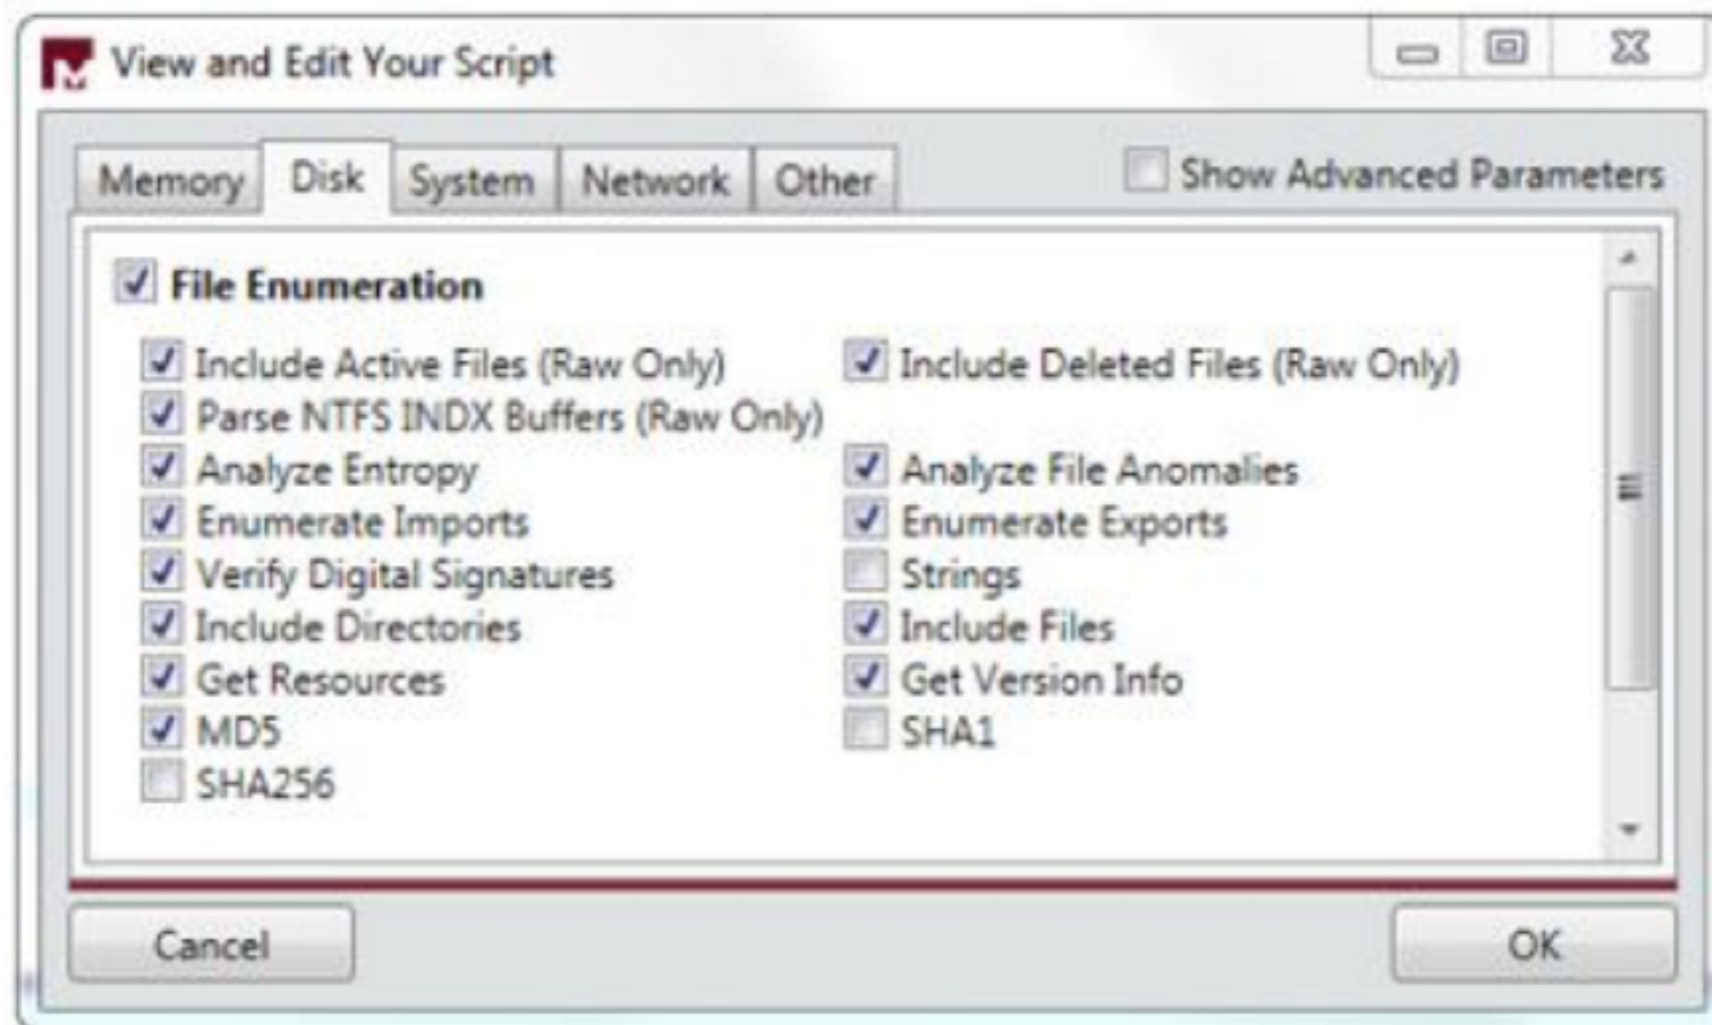 View and Edit Your Script
Memory Disk System Network Other Show Advanced Parameters
File Enumeration
Include Active Files (Raw Only) Include Deleted Files (Raw Only)
Parse NTFS INDX Buffers (Raw Only)
Analyze Entropy Analyze File Anomalies
Enumerate Imports Enumerate Exports
Verify Digital Signatures Strings
Include Directories Include Files
Get Resources Get Version Info
MD5 SHA1
SHA256
Cancel OK